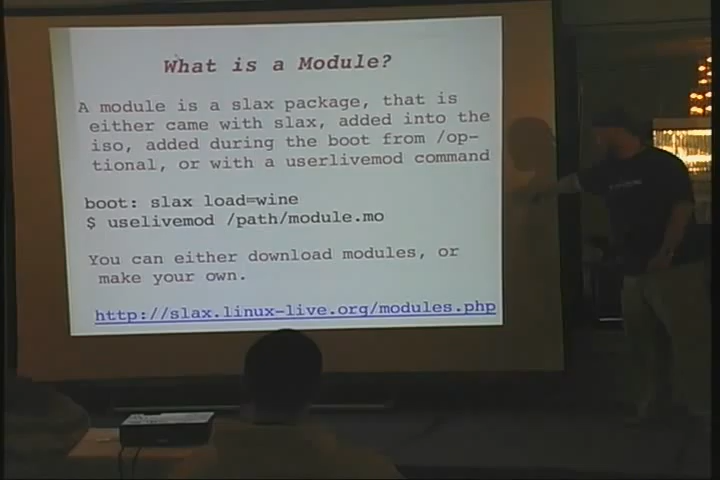 What is a Module?
A module is a slax package, that is
either came with slax, added into the
iso, added during the boot from /op-
tional, or with a userlivemod command
boot: slax load=wine
$ uselivemod /path/module.mo
You can either download modules, or
make your own.
http://slax.linux-live.org/modules.php